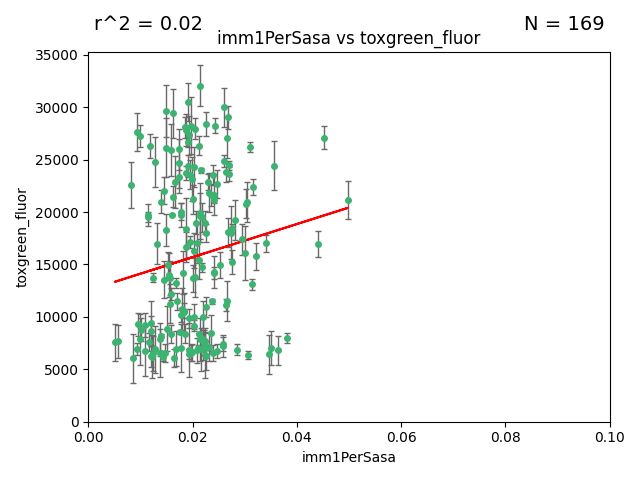 r^2 = 0.02
N = 169
imm1PerSasa vs toxgreen_fluor
35000
30000
25000
20000
15000
10000
5000
0
toxgreen_fluor
0.00
0.02
0.04
0.06
0.08
0.10
imm1PerSasa